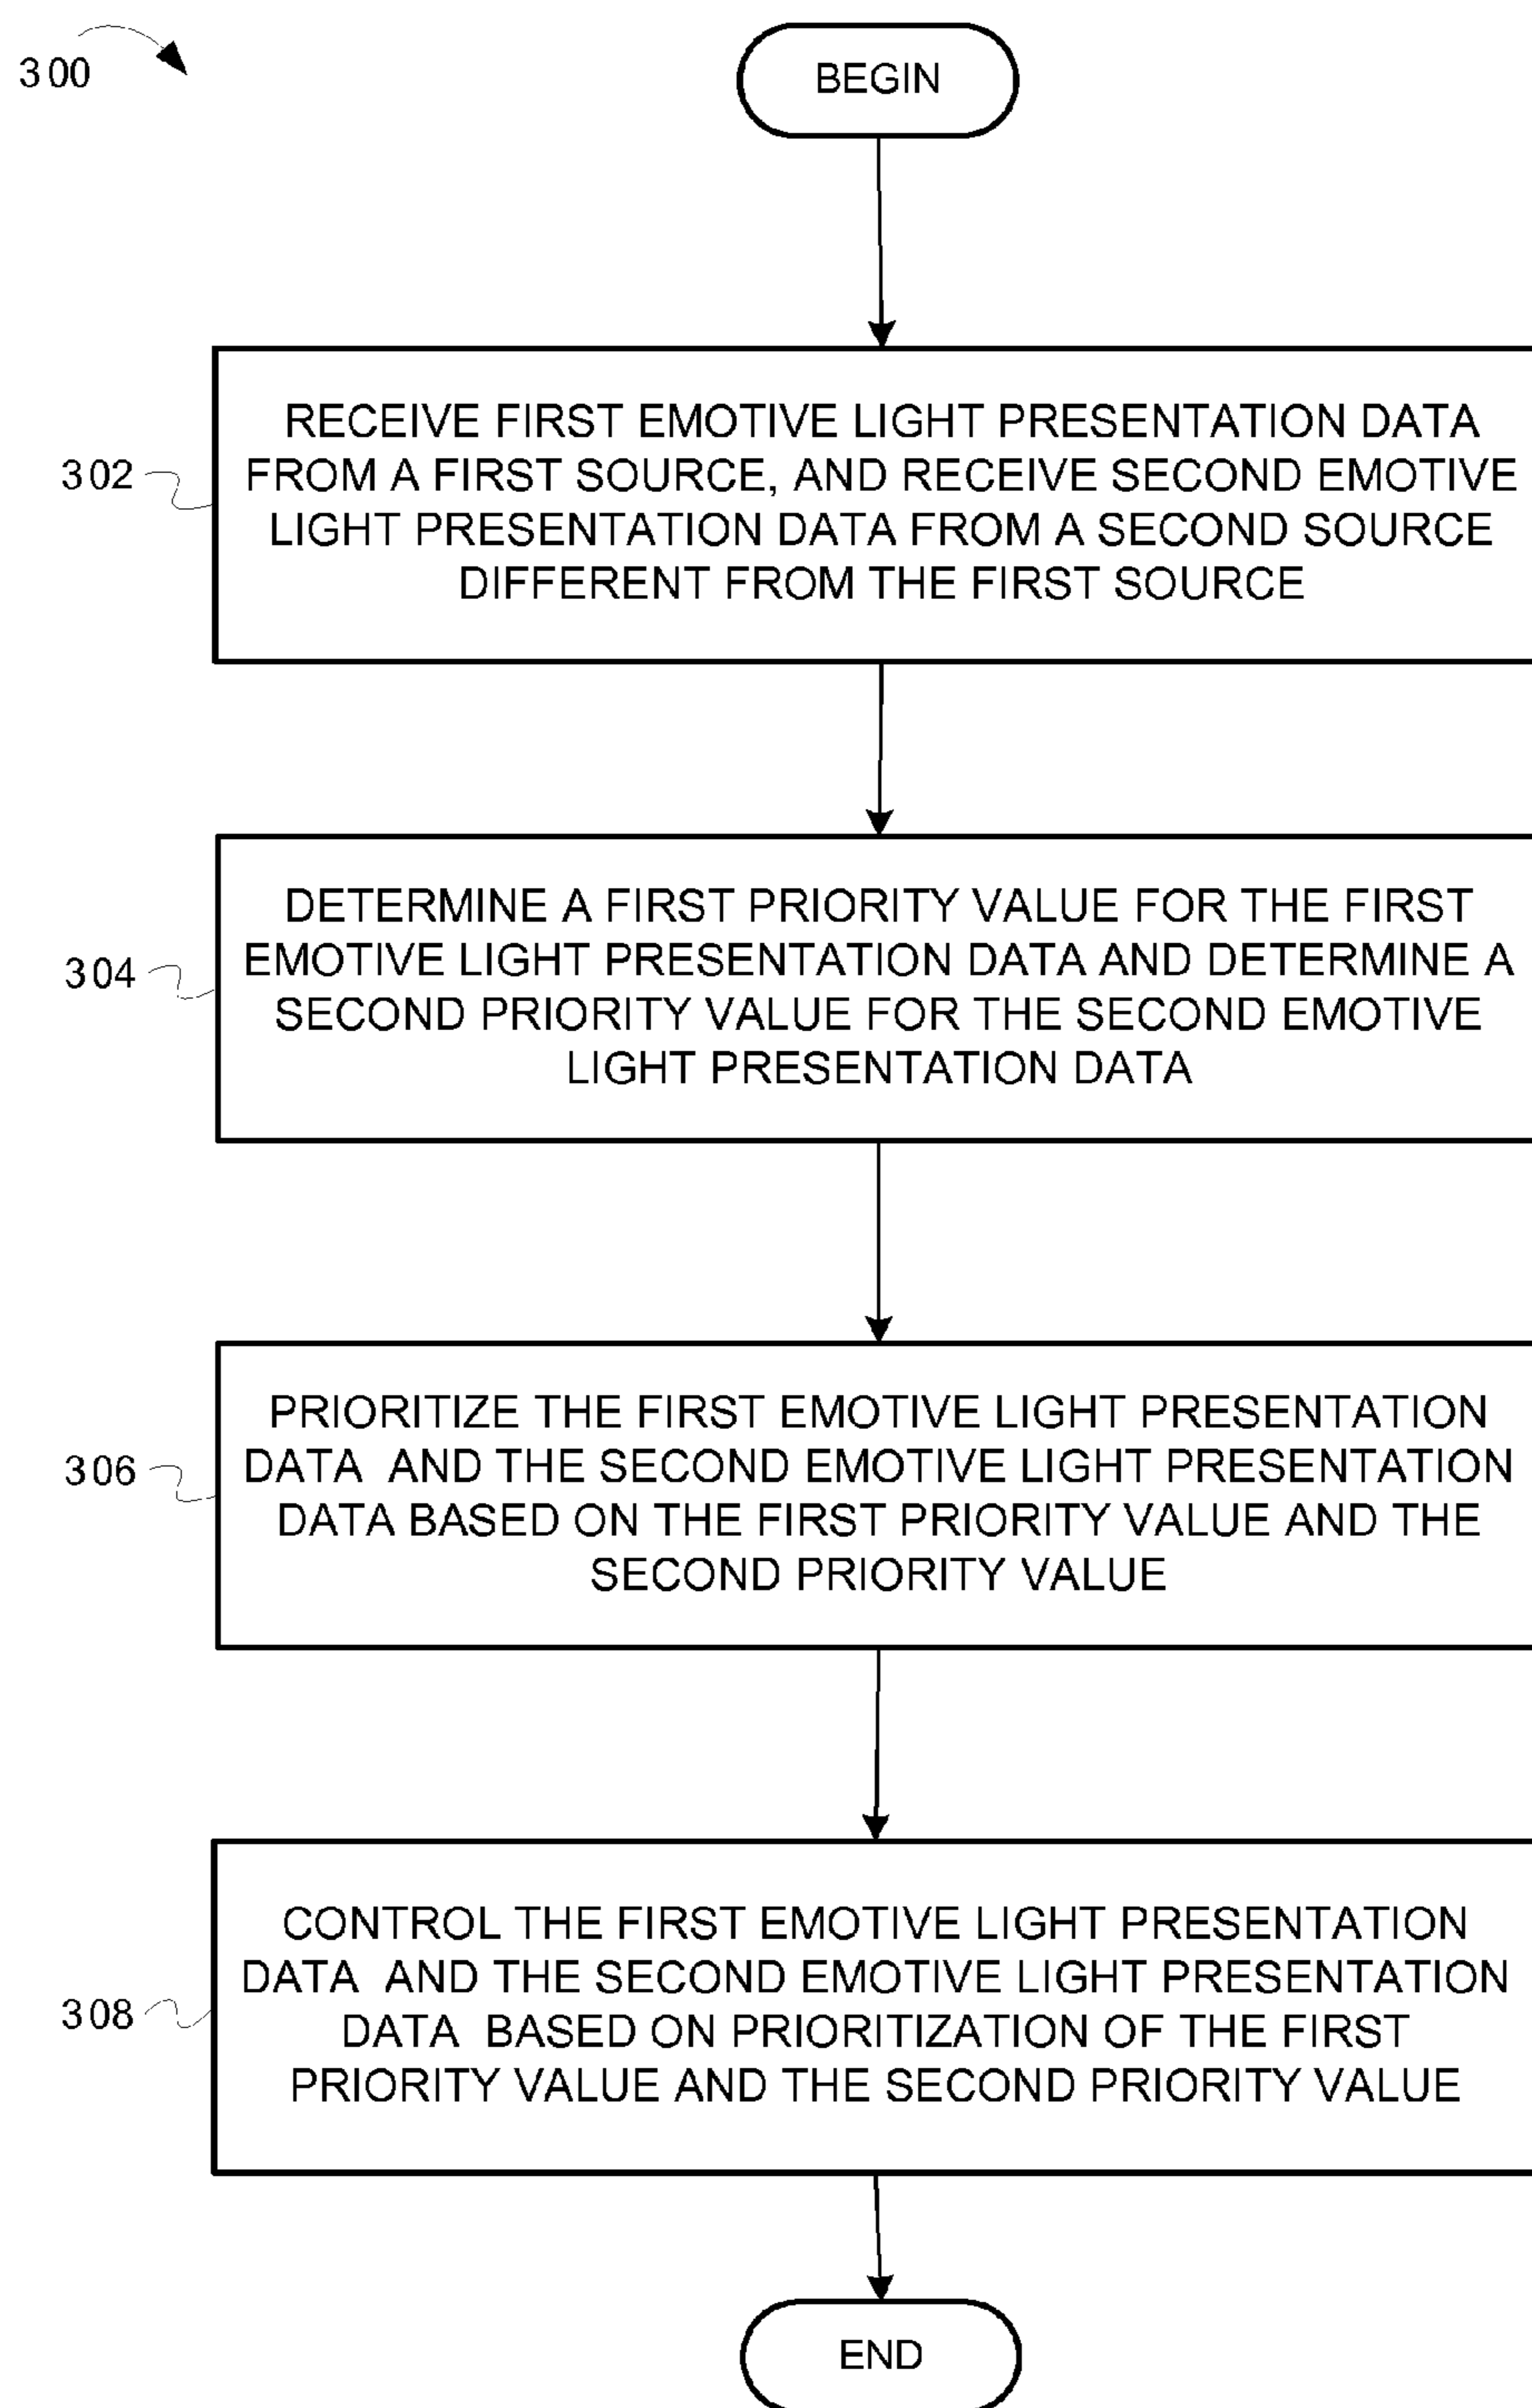 300
BEGIN
RECEIVE FIRST EMOTIVE LIGHT PRESENTATION DATA
FROM A FIRST SOURCE, AND RECEIVE SECOND EMOTIVE
LIGHT PRESENTATION DATA FROM A SECOND SOURCE
DIFFERENT FROM THE FIRST SOURCE
302
DETERMINE A FIRST PRIORITY VALUE FOR THE FIRST
EMOTIVE LIGHT PRESENTATION DATA AND DETERMINE A
SECOND PRIORITY VALUE FOR THE SECOND EMOTIVE
LIGHT PRESENTATION DATA
304
PRIORITIZE THE FIRST EMOTIVE LIGHT PRESENTATION
DATA AND THE SECOND EMOTIVE LIGHT PRESENTATION
DATA BASED ON THE FIRST PRIORITY VALUE AND THE
SECOND PRIORITY VALUE
306
CONTROL THE FIRST EMOTIVE LIGHT PRESENTATION
DATA AND THE SECOND EMOTIVE LIGHT PRESENTATION
DATA BASED ON PRIORITIZATION OF THE FIRST
PRIORITY VALUE AND THE SECOND PRIORITY VALUE
308
END